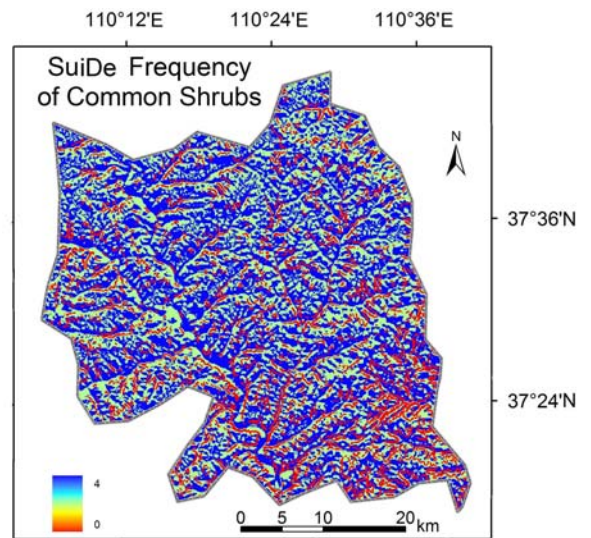 110°12'E 110°24'E 110°36'E
SuiDe Frequency
of Common Shrubs
N
37°36'N
37°24'N
4
0
0 5 10 20 km